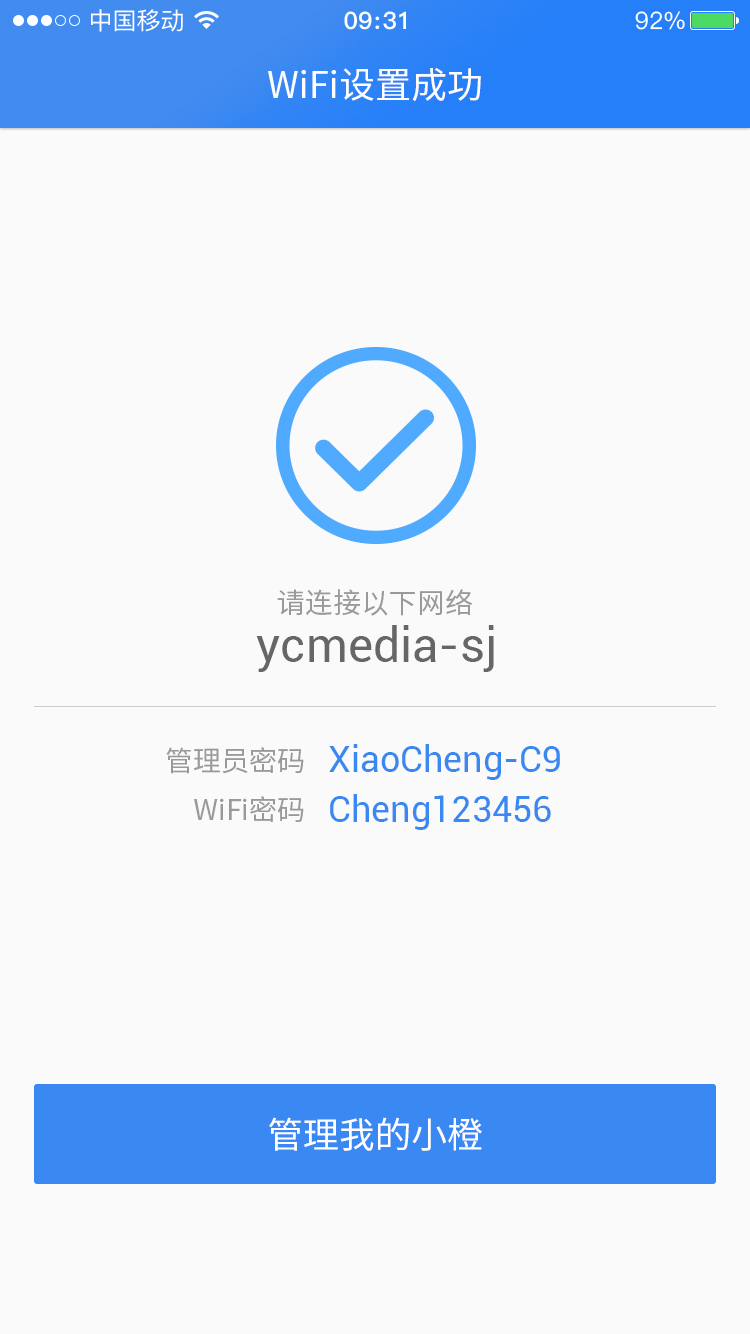 中国移动 09:31 92%
WiFi设置成功
请连接以下网络
ycmedia-sj
管理员密码 XiaoCheng-C9
WiFi密码 Cheng123456
管理我的小橙